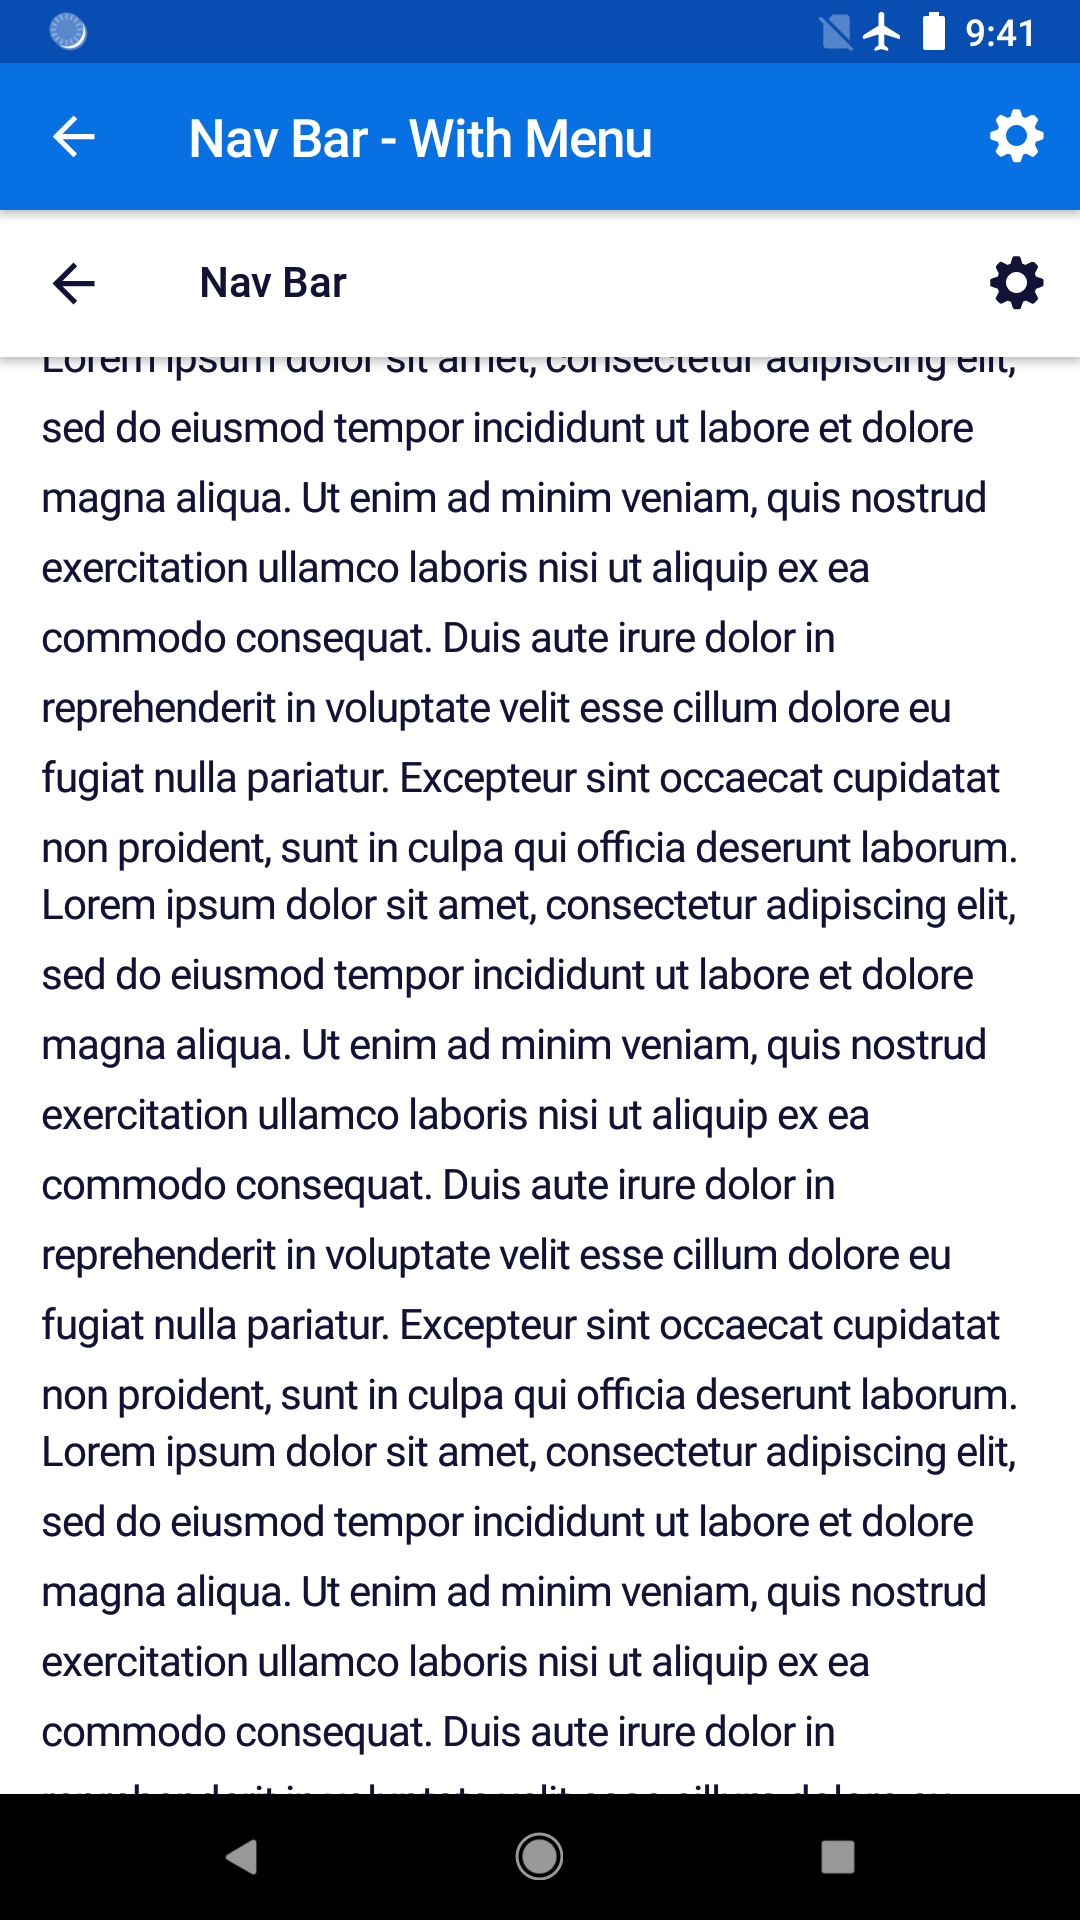 9:41
Nav Bar - With Menu
Nav Bar
Lorem ipsum dolor sit amet, consectetur adipiscing elit,
sed do eiusmod tempor incididunt ut labore et dolore
magna aliqua. Ut enim ad minim veniam, quis nostrud
exercitation ullamco laboris nisi ut aliquip ex ea
commodo consequat. Duis aute irure dolor in
reprehenderit in voluptate velit esse cillum dolore eu
fugiat nulla pariatur. Excepteur sint occaecat cupidatat
non proident, sunt in culpa qui officia deserunt laborum.
Lorem ipsum dolor sit amet, consectetur adipiscing elit,
sed do eiusmod tempor incididunt ut labore et dolore
magna aliqua. Ut enim ad minim veniam, quis nostrud
exercitation ullamco laboris nisi ut aliquip ex ea
commodo consequat. Duis aute irure dolor in
reprehenderit in voluptate velit esse cillum dolore eu
fugiat nulla pariatur. Excepteur sint occaecat cupidatat
non proident, sunt in culpa qui officia deserunt laborum.
Lorem ipsum dolor sit amet, consectetur adipiscing elit,
sed do eiusmod tempor incididunt ut labore et dolore
magna aliqua. Ut enim ad minim veniam, quis nostrud
exercitation ullamco laboris nisi ut aliquip ex ea
commodo consequat. Duis aute irure dolor in